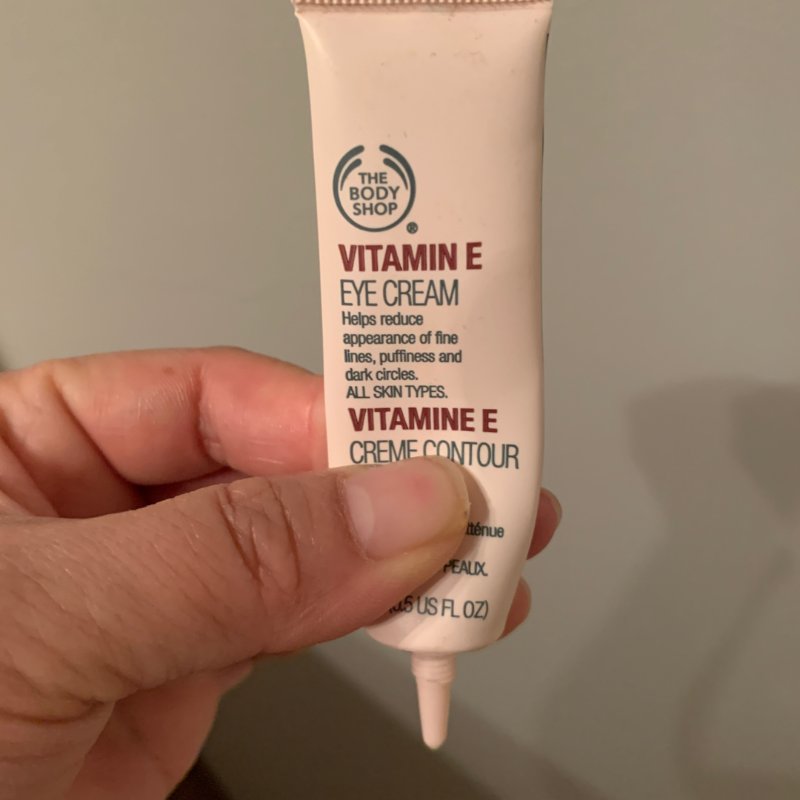 THE
BODY
SHOP
®
VITAMIN E
EYE CREAM
Helps reduce
appearance of fine
lines, puffiness and
dark circles.
ALL SKIN TYPES.
VITAMINE E
CREME CONTOUR
PEAUX.
US FL OZ)